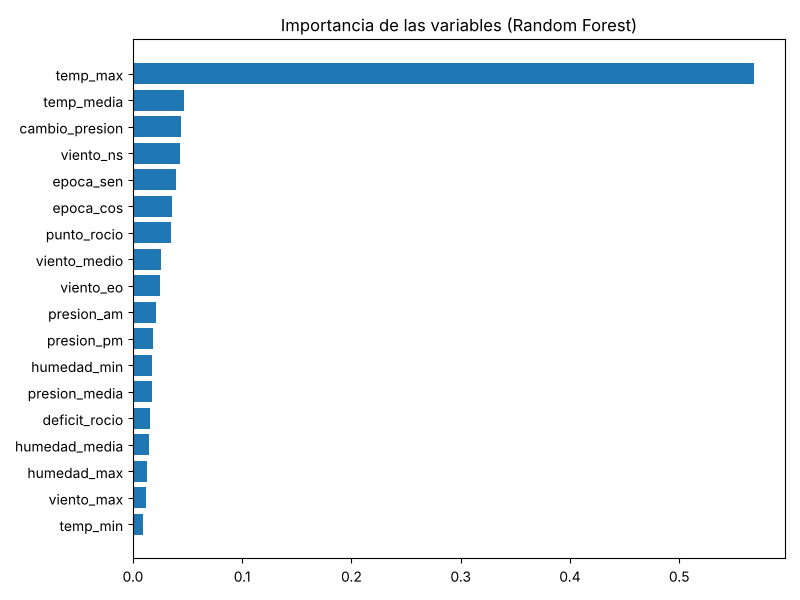 Importancia de las variables (Random Forest)
temp_max
temp_media
cambio_presion
viento_ns
epoca_sen
epoca_cos
punto_rocio
viento_medio
viento_eo
presion_am
presion_pm
humedad_min
presion_media
deficit_rocio
humedad_media
humedad_max
viento_max
temp_min
0.0 0.1 0.2 0.3 0.4 0.5